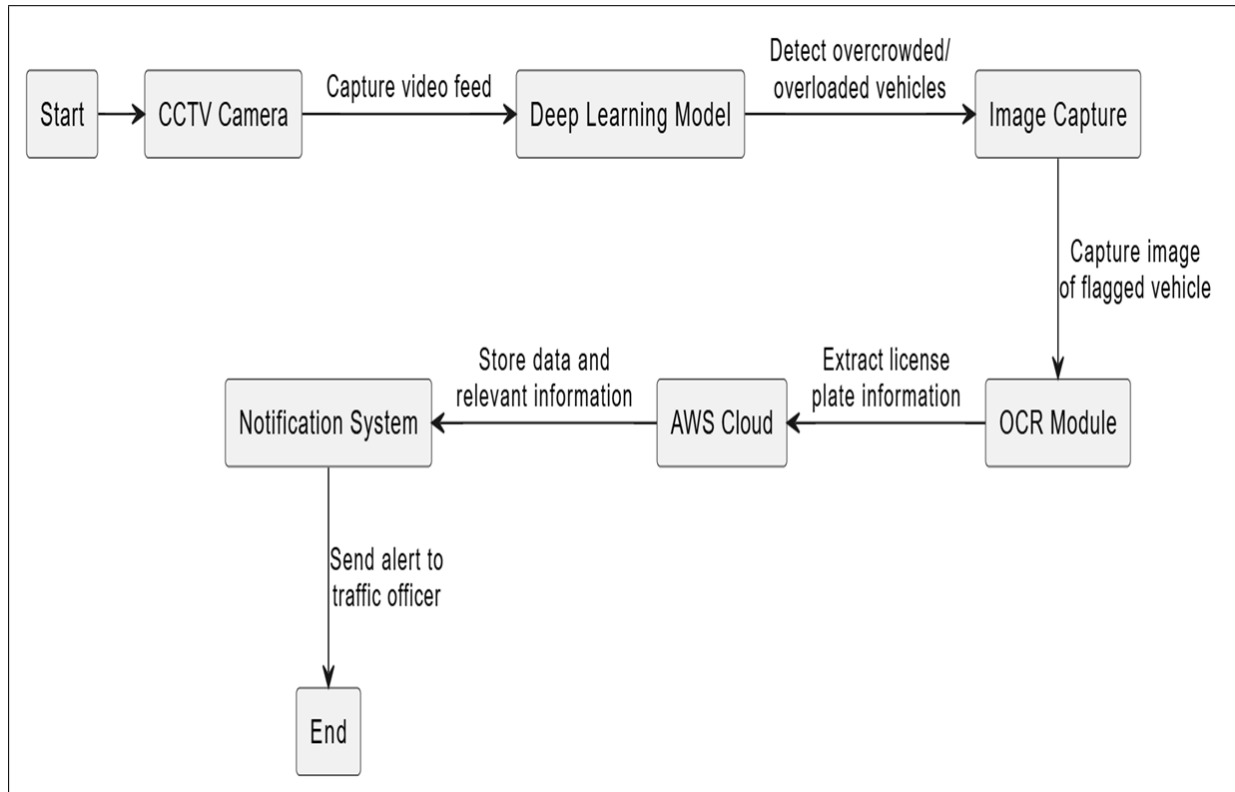 Start
CCTV Camera
Capture video feed
Deep Learning Model
Detect overcrowded/
overloaded vehicles
Image Capture
Capture image
of flagged vehicle
OCR Module
Extract license
plate information
AWS Cloud
Store data and
relevant information
Notification System
Send alert to
traffic officer
End